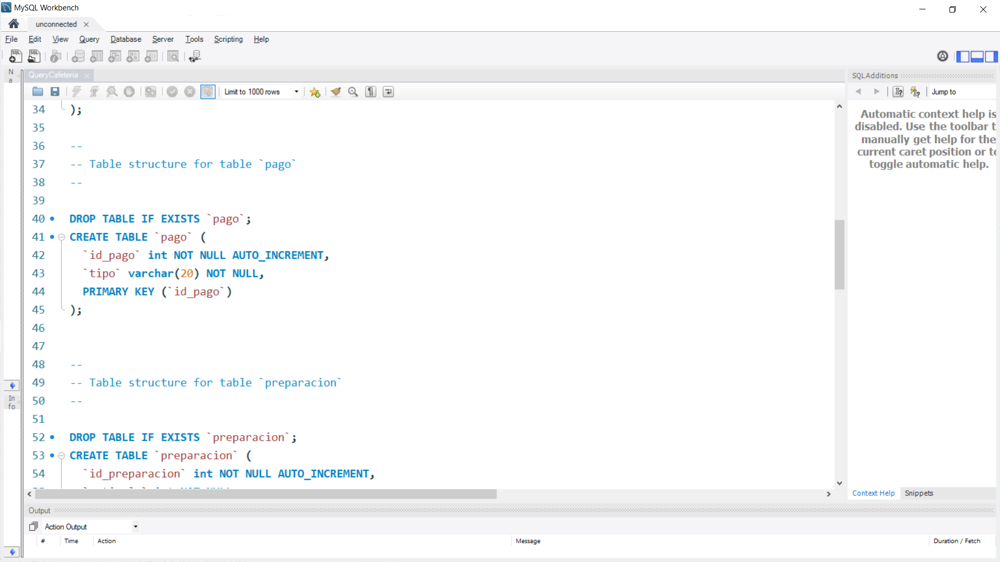 MySQL Workbench
unconnected
File Edit View Query Database Server Tools Scripting Help
N
a
QueryCafeteria
SQLAdditions
Limit to 1000 rows
Jump to
Automatic context help is
disabled. Use the toolbar t
manually get help for the
current caret position or to
toggle automatic help.
34 );
35
36 --
37 -- Table structure for table `pago`
38 --
39
40 DROP TABLE IF EXISTS `pago`;
41 CREATE TABLE `pago` (
42 `id_pago` int NOT NULL AUTO_INCREMENT,
43 `tipo` varchar(20) NOT NULL,
44 PRIMARY KEY (`id_pago`)
45 );
46
47
48 --
49 -- Table structure for table `preparacion`
50 --
51
52 DROP TABLE IF EXISTS `preparacion`;
53 CREATE TABLE `preparacion` (
54 `id_preparacion` int NOT NULL AUTO_INCREMENT,
In
fo
Context Help Snippets
Output
Action Output
# Time Action Message Duration / Fetch